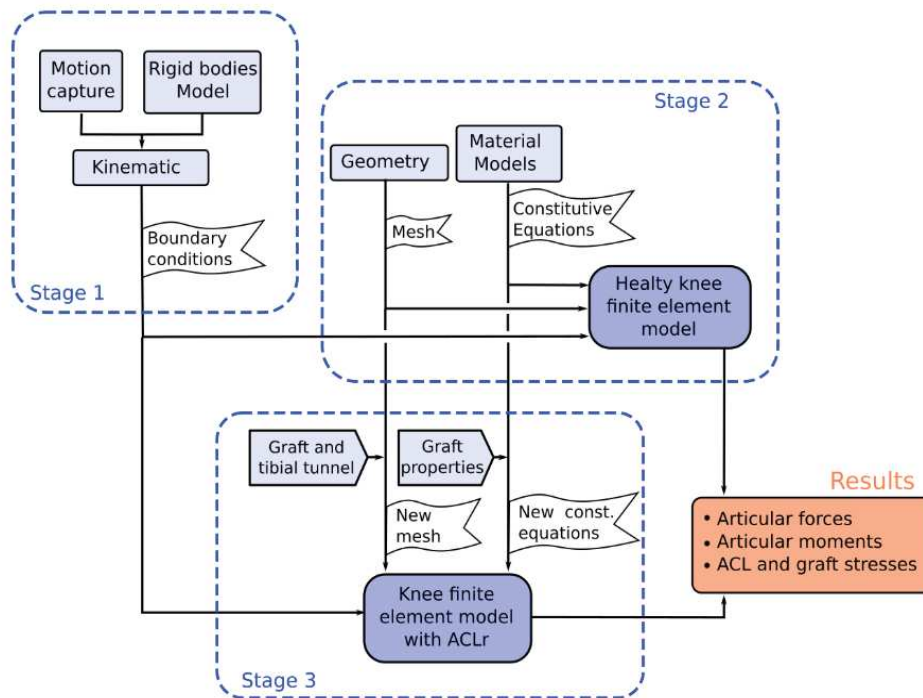 Motion
capture
Rigid bodies
Model
Kinematic
Boundary
conditions
Stage 1
Stage 2
Geometry
Material
Models
Mesh
Constitutive
Equations
Healty knee
finite element
model
Graft and
tibial tunnel
Graft
properties
New
mesh
New const.
equations
Knee finite
element model
with ACLr
Stage 3
Results
• Articular forces
• Articular moments
• ACL and graft stresses